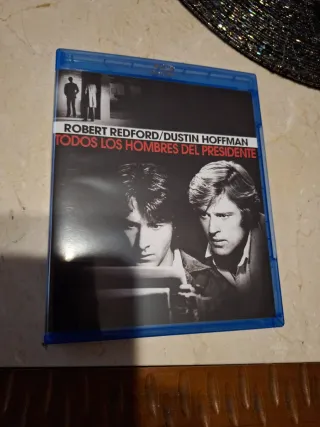 ROBERT REDFORD/DUSTIN HOFFMAN
TODOS LOS HOMBRES DEL PRESIDENTE